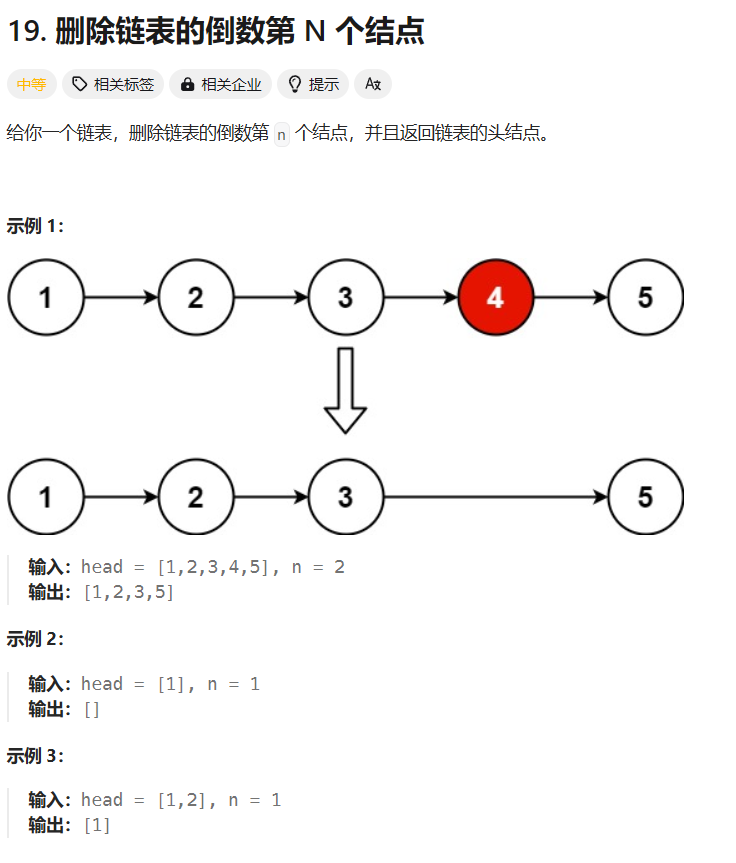 19. 删除链表的倒数第 N 个结点
中等 相关标签 相关企业 提示 A文
给你一个链表，删除链表的倒数第 n 个结点，并且返回链表的头结点。
示例 1：
1 2 3 4 5
1 2 3 5
输入：head = [1,2,3,4,5], n = 2
输出：[1,2,3,5]
示例 2：
输入：head = [1], n = 1
输出：[]
示例 3：
输入：head = [1,2], n = 1
输出：[1]